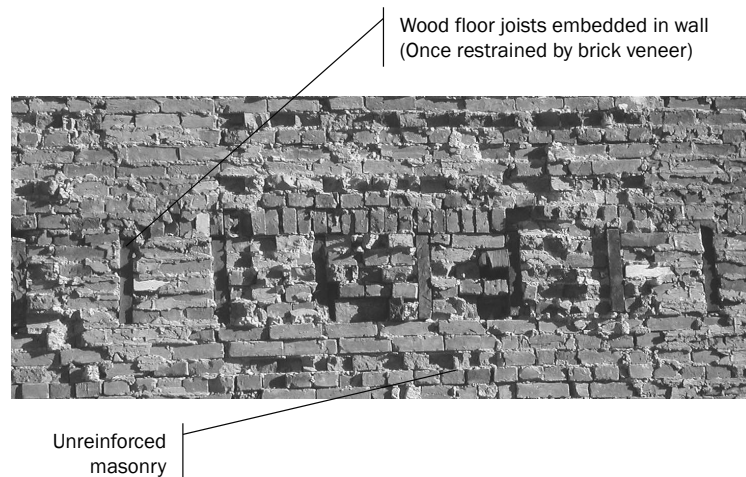 Wood floor joists embedded in wall
(Once restrained by brick veneer)
Unreinforced
masonry